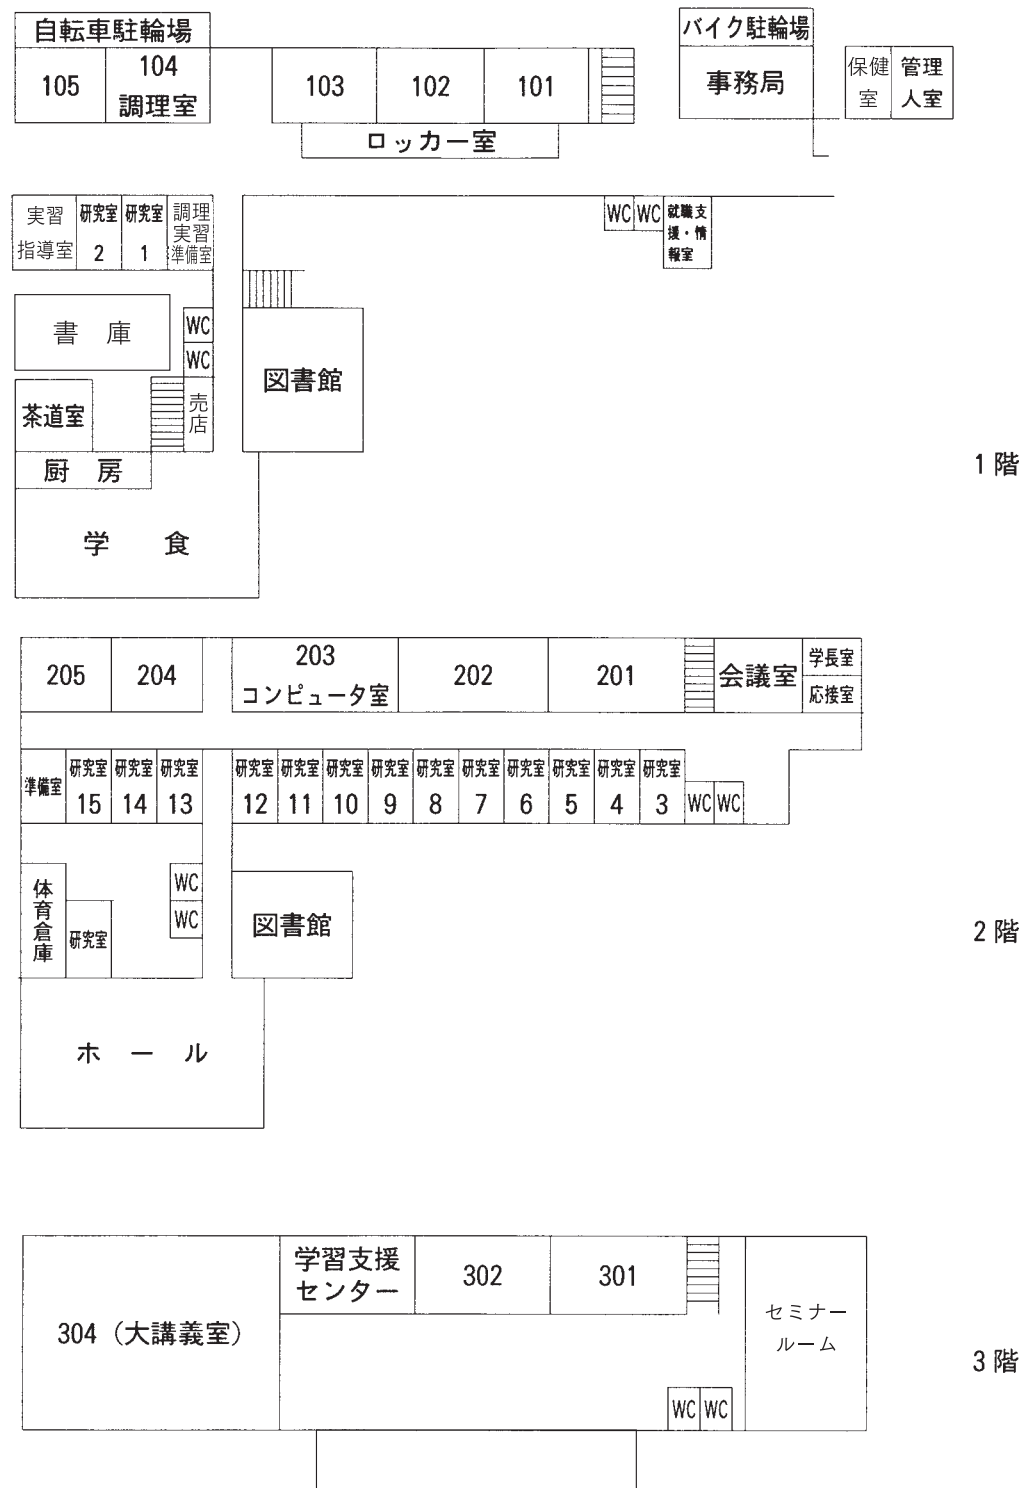 自転車駐輪場
バイク駐輪場
105
104
調理室
103
102
101
事務局
保健
室
管理
人室
ロッカー室
実習
指導室
研究室
2
研究室
1
調理
実習
準備室
WC
WC
就職支
援・情
報室
書庫
WC
WC
図書館
茶道室
売
店
厨房
学食
1階
205
204
203
コンピュータ室
202
201
会議室
学長室
応接室
準備室
研究室
15
研究室
14
研究室
13
研究室
12
研究室
11
研究室
10
研究室
9
研究室
8
研究室
7
研究室
6
研究室
5
研究室
4
研究室
3
WC
WC
体
育
倉
庫
研究室
WC
WC
図書館
2階
ホール
304（大講義室）
学習支援
センター
302
301
セミナー
ルーム
WC
WC
3階